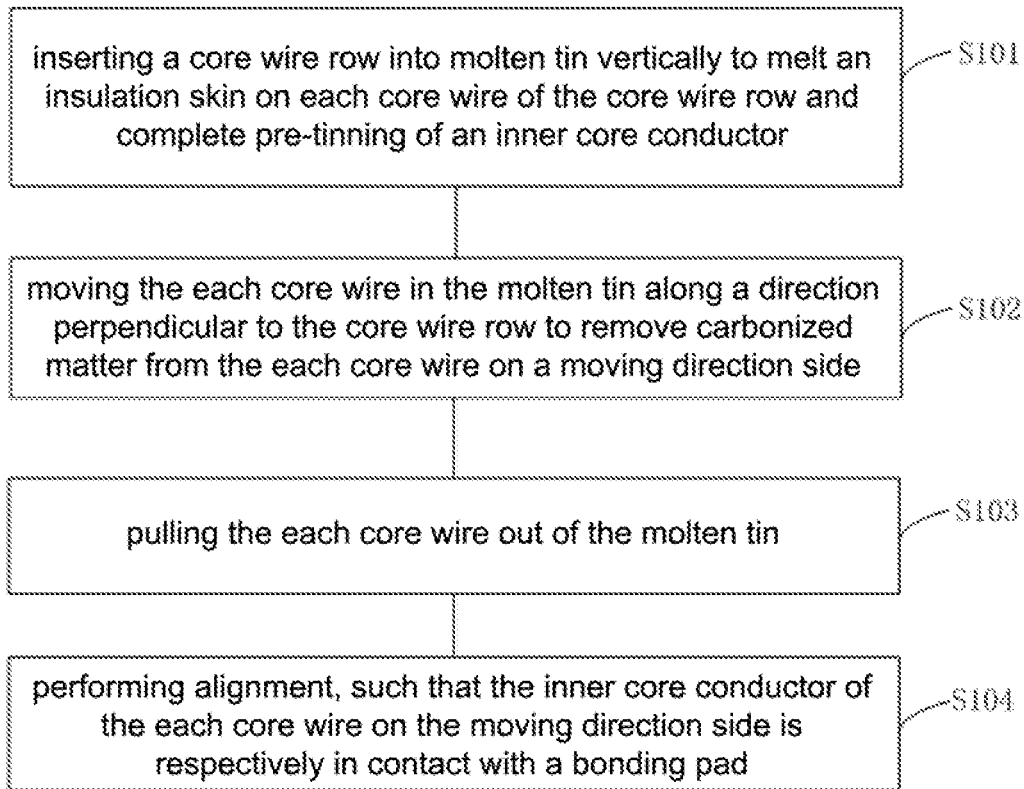 inserting a core wire row into molten tin vertically to melt an
insulation skin on each core wire of the core wire row and
complete pre-tinning of an inner core conductor
S101
moving the each core wire in the molten tin along a direction
perpendicular to the core wire row to remove carbonized
matter from the each core wire on a moving direction side
S102
pulling the each core wire out of the molten tin
S103
performing alignment, such that the inner core conductor of
the each core wire on the moving direction side is
respectively in contact with a bonding pad
S104